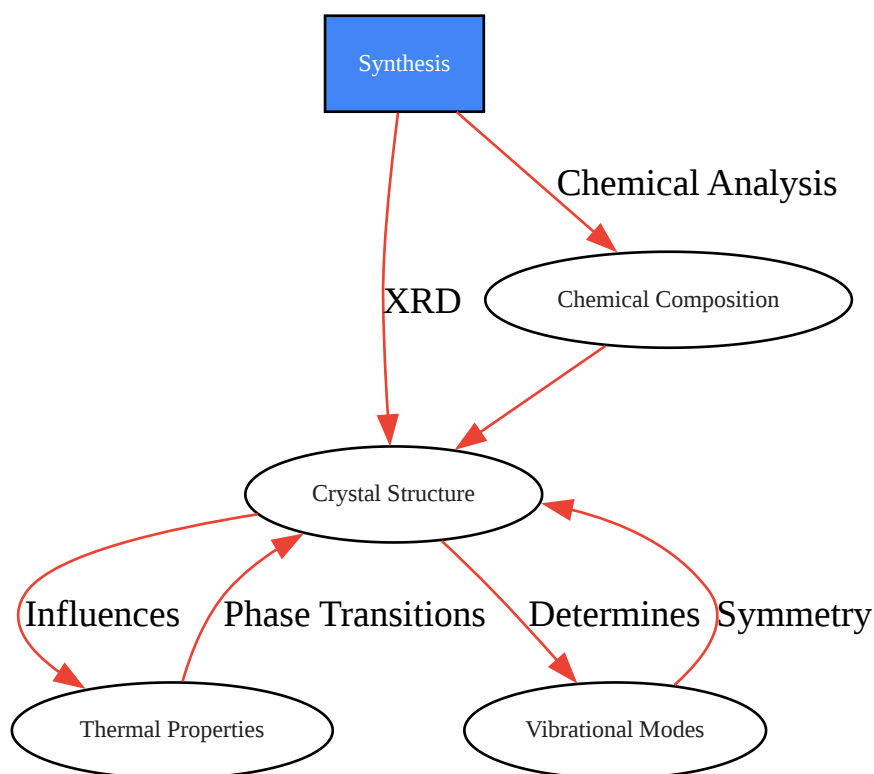 Synthesis
Chemical Analysis
XRD
Chemical Composition
Crystal Structure
Influences
Phase Transitions
Determines
Symmetry
Thermal Properties
Vibrational Modes